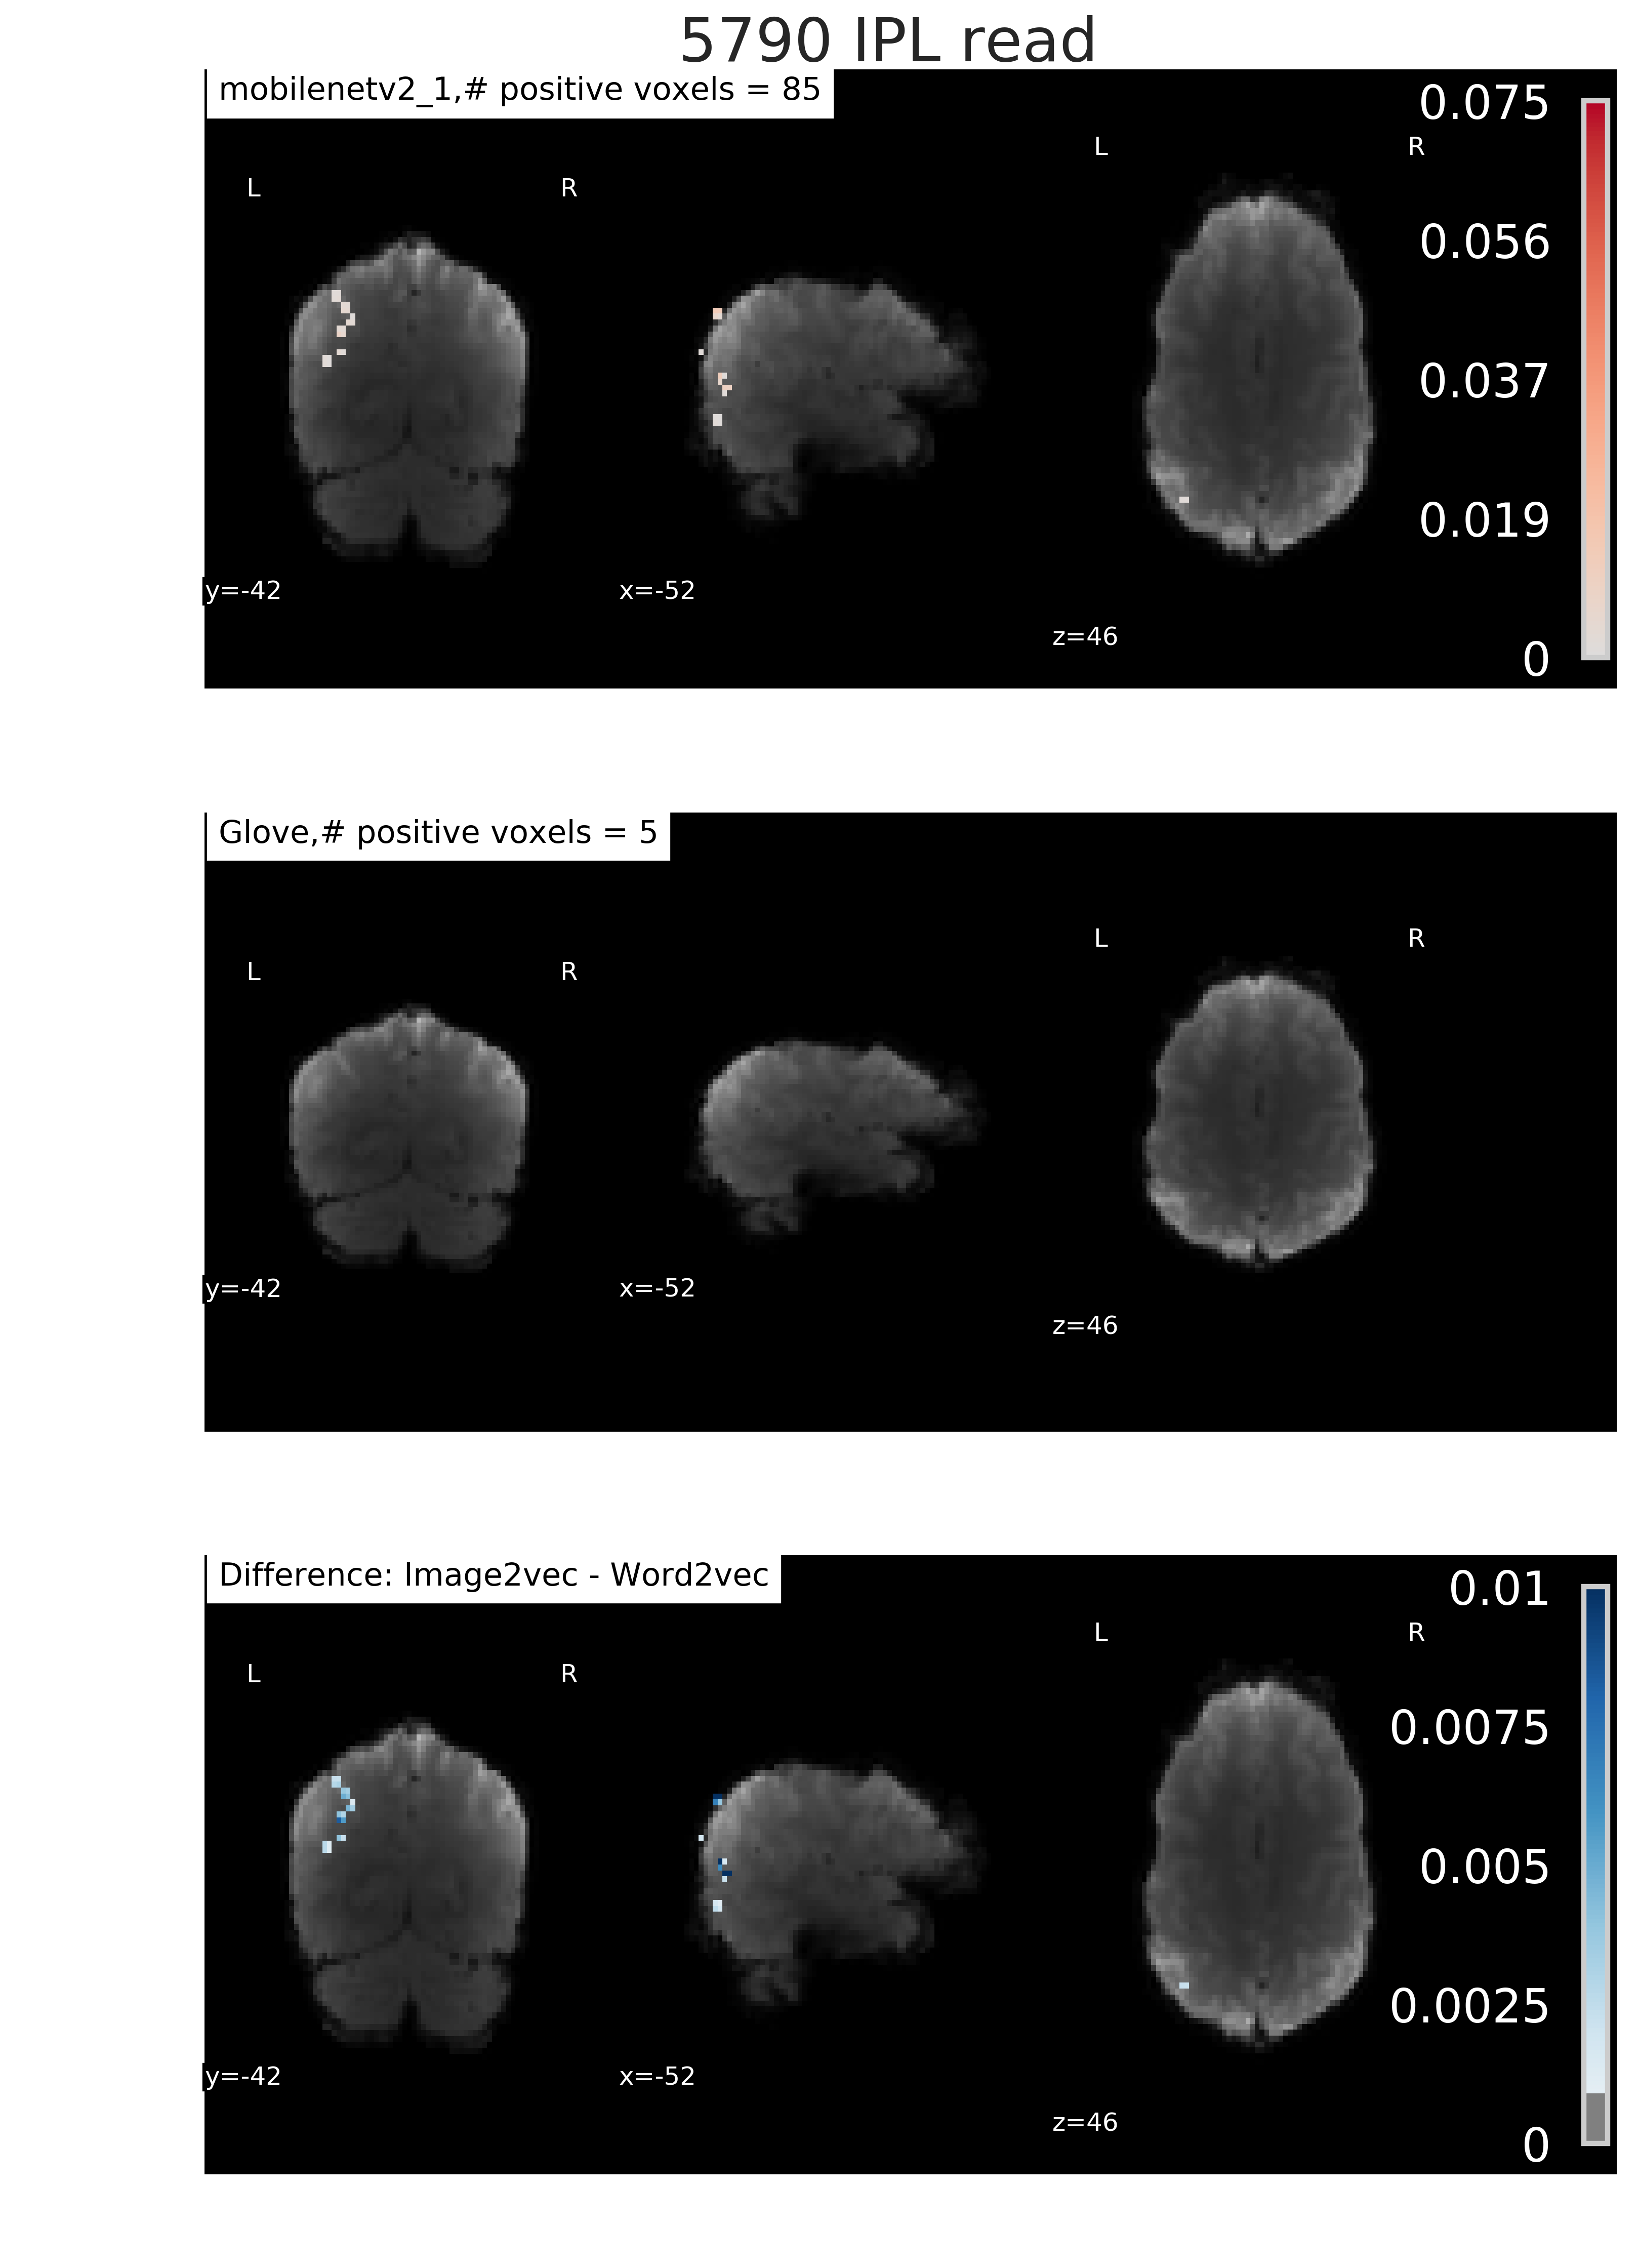 5790 IPL read
mobilenetv2_1,# positive voxels = 85
0.075
L R
L R
0.056
0.037
0.019
y=-42 x=-52
z=46
0
Glove,# positive voxels = 5
L R
L R
y=-42 x=-52
z=46
Difference: Image2vec - Word2vec
0.01
L R
L R
0.0075
0.005
0.0025
y=-42 x=-52
z=46
0